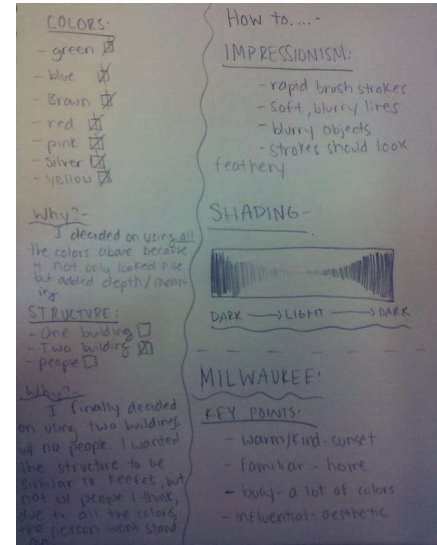 COLORS:
- green
- blue
- Brown
- red
- pink
- Silver
- yellow
Why?-
I decided on using all
the colors above because
it not only looked nice
but added depth/mean-
ing.
STRUCTURE:
- One building
- Two building
- people
Why?-
I finally decided
on using two buildings
w/ no people. I wanted
the structure to be
similar to Keefes, but
not w/ people I think,
due to all the colors,
the person wont stand
How to....-
IMPRESSIONISM:
- rapid brush strokes
- soft, blurry lines
- blurry objects
- strokes should look
feathery
SHADING-
DARK → LIGHT → DARK
MILWAUKEE:
KEY POINTS:
- warm/kind- sunset
- familiar - home
- busy- a lot of colors
- influential- aesthetic